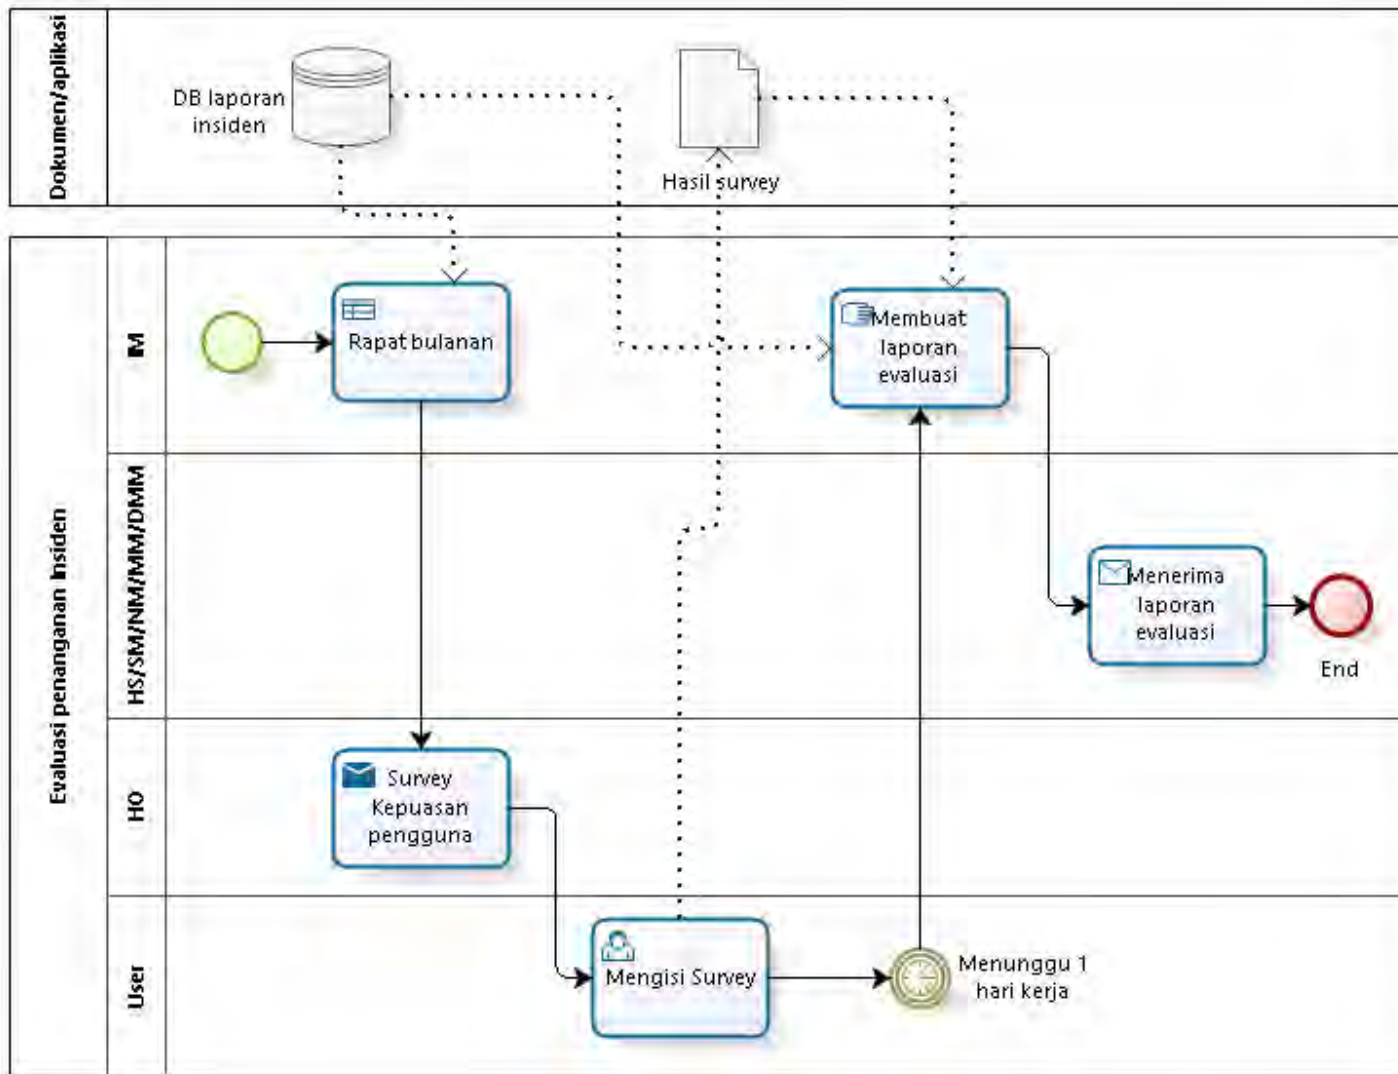 Dokumen/aplikasi
DB laporan
insiden
Hasil survey
Evaluasi penanganan Insiden
IM
Rapat bulanan
Membuat
laporan
evaluasi
HS/SM/NM/MM/DMM
Menerima
laporan
evaluasi
End
HO
Survey
Kepuasan
pengguna
User
Mengisi Survey
Menunggu 1
hari kerja